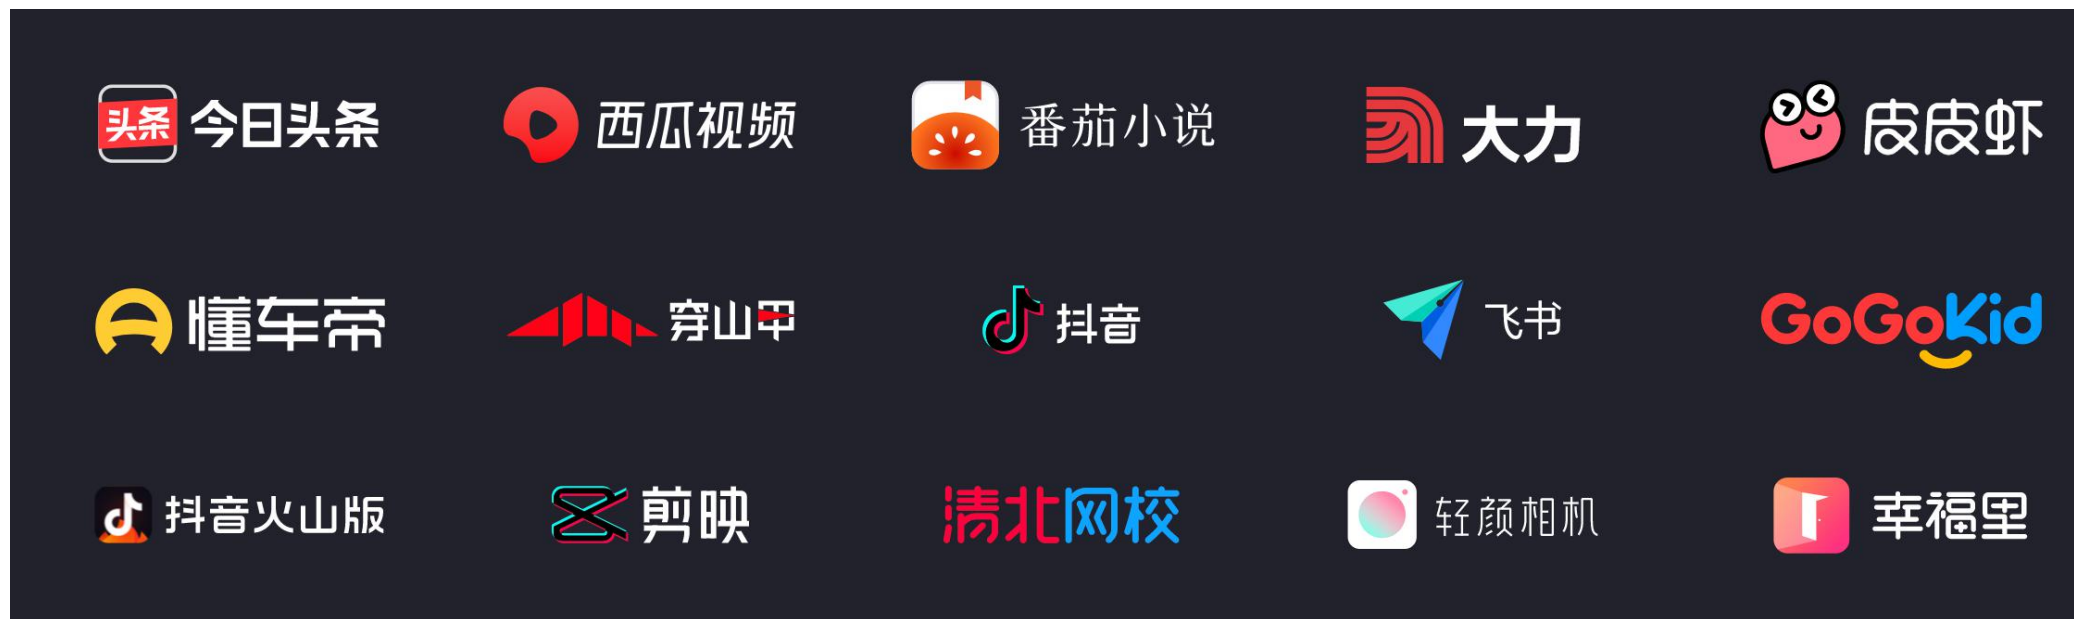 头条 今日头条 西瓜视频 番茄小说 大力 皮皮虾
懂车帝 穿山甲 抖音 飞书 GoGoKid
抖音火山版 剪映 清北网校 轻颜相机 幸福里